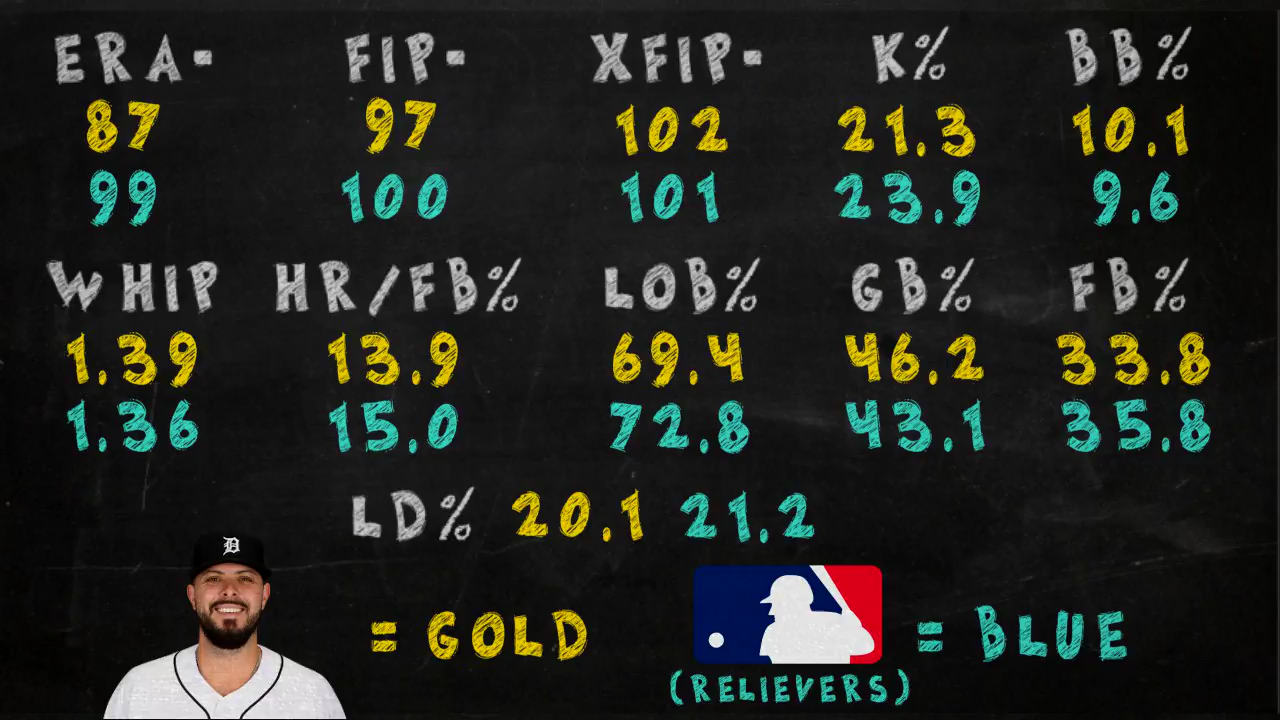 ERA- FIP- XFIP- K% BB%
87 97 102 21.3 10.1
99 100 101 23.9 9.6
WHIP HR/FB% LOB% GB% FB%
1.39 13.9 69.4 46.2 33.8
1.36 15.0 72.8 43.1 35.8
LD% 20.1 21.2
D
= GOLD = BLUE
(RELIEVERS)